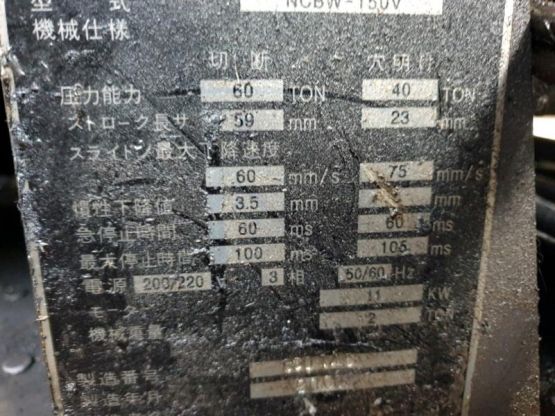 型 式 NCBW-150V
機械仕様
切 断 穴明け
圧力能力 60 TON 40 TON
ストローク長サ 59 mm 23 mm
スライド最大下降速度
60 mm/s 75 mm/s
惰性下降値 3.5 mm mm
急停止時間 60 ms 60 ms
最大停止時間 100 ms 105 ms
電源 200/220 3 相 50/60 Hz
モータ 11 KW
機械重量 2 TON
製造番号
製造年月